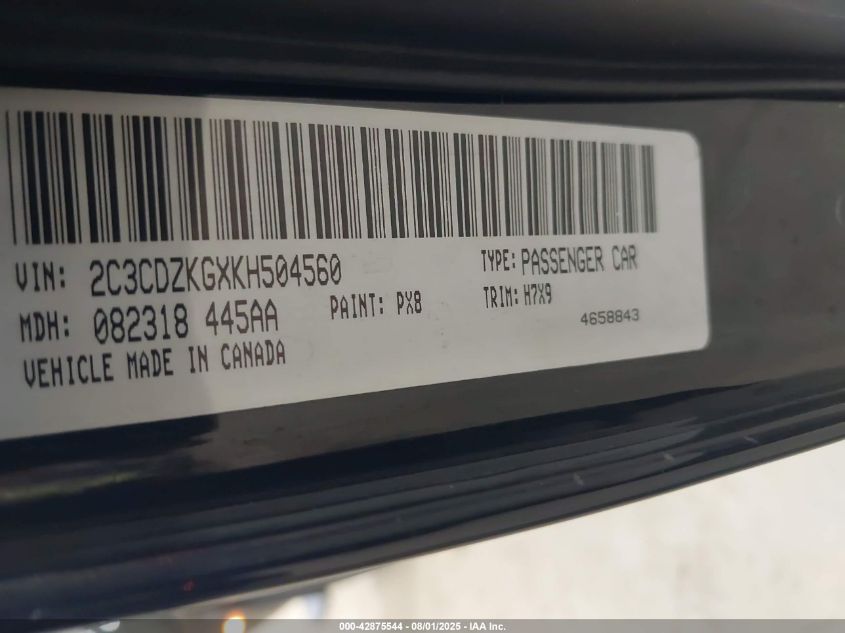 VIN: 2C3CDZKGXKH504560 TYPE: PASSENGER CAR
MDH: 082318 445AA PAINT: PX8 TRIM: H7X9
VEHICLE MADE IN CANADA 4658843
000-42875544 - 08/01/2025 - IAA Inc.